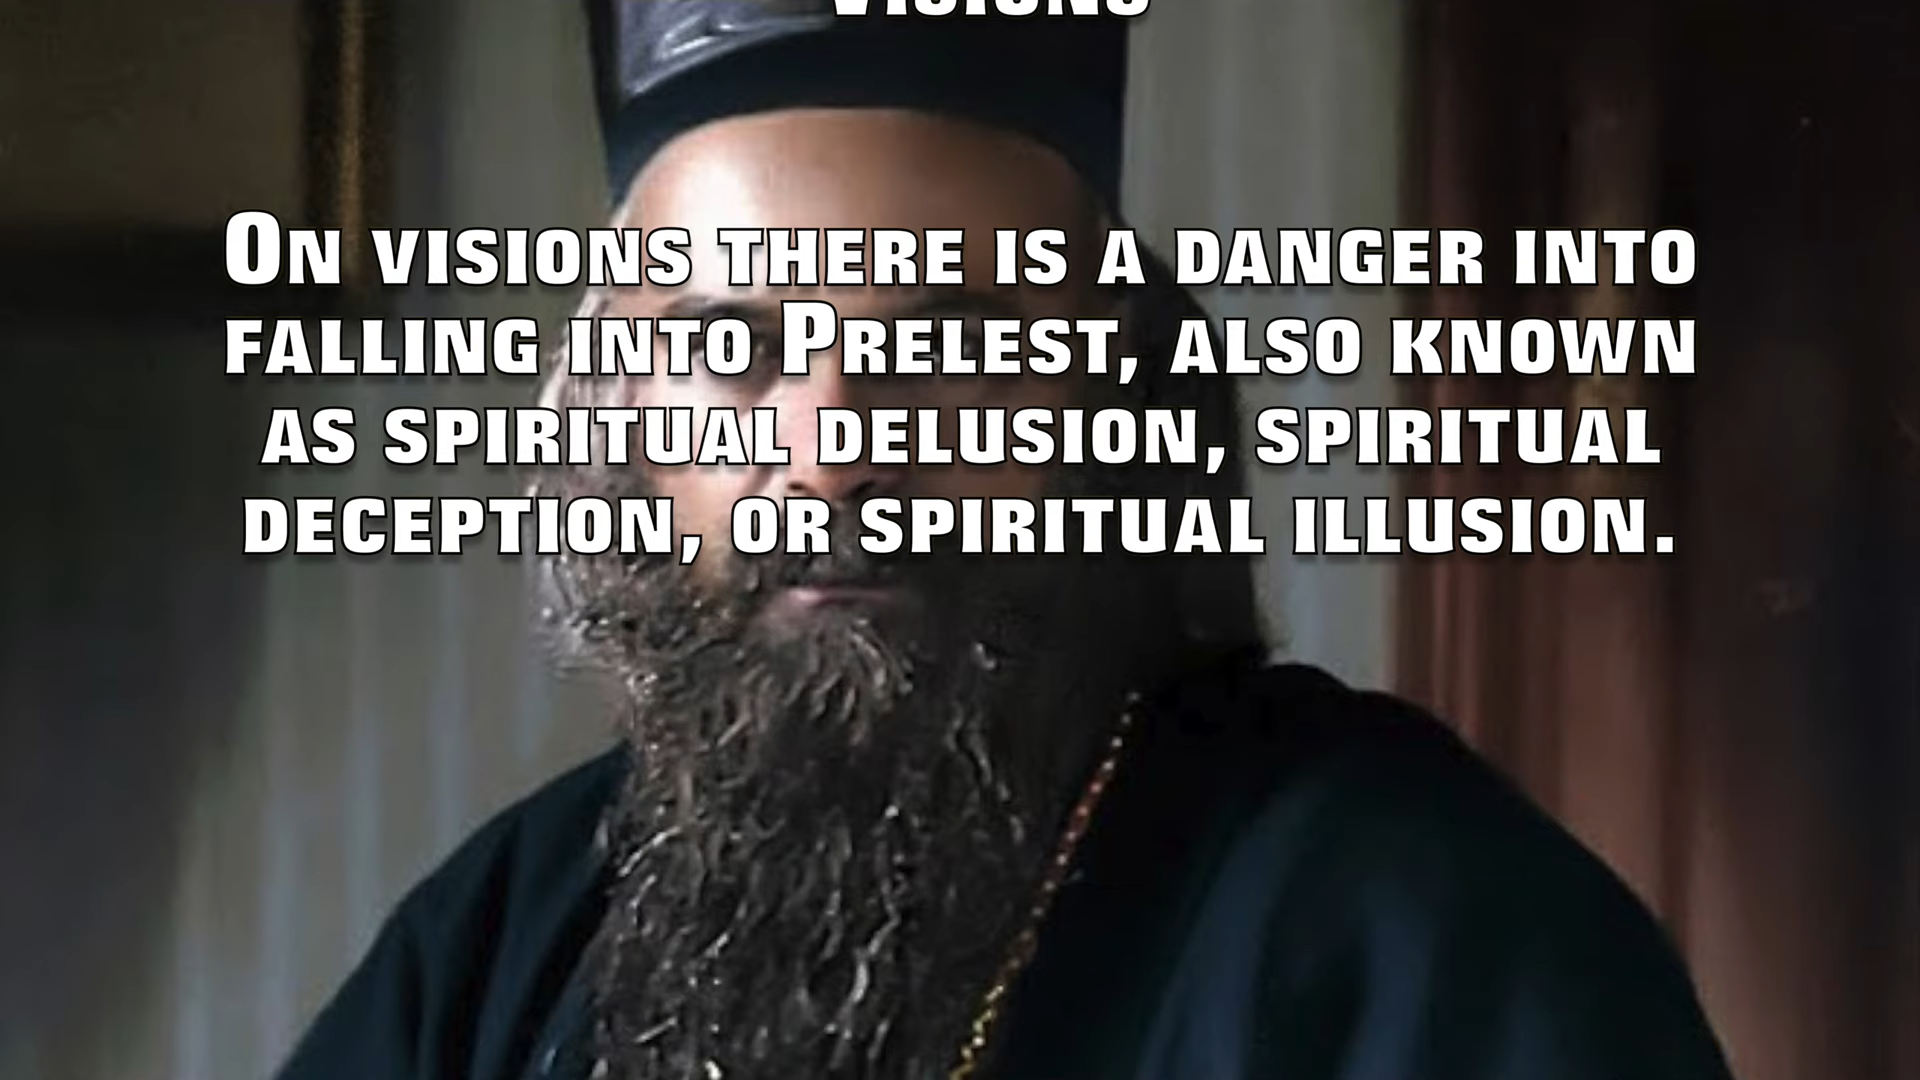 VISIONS
ON VISIONS THERE IS A DANGER INTO
FALLING INTO PRELEST, ALSO KNOWN
AS SPIRITUAL DELUSION, SPIRITUAL
DECEPTION, OR SPIRITUAL ILLUSION.